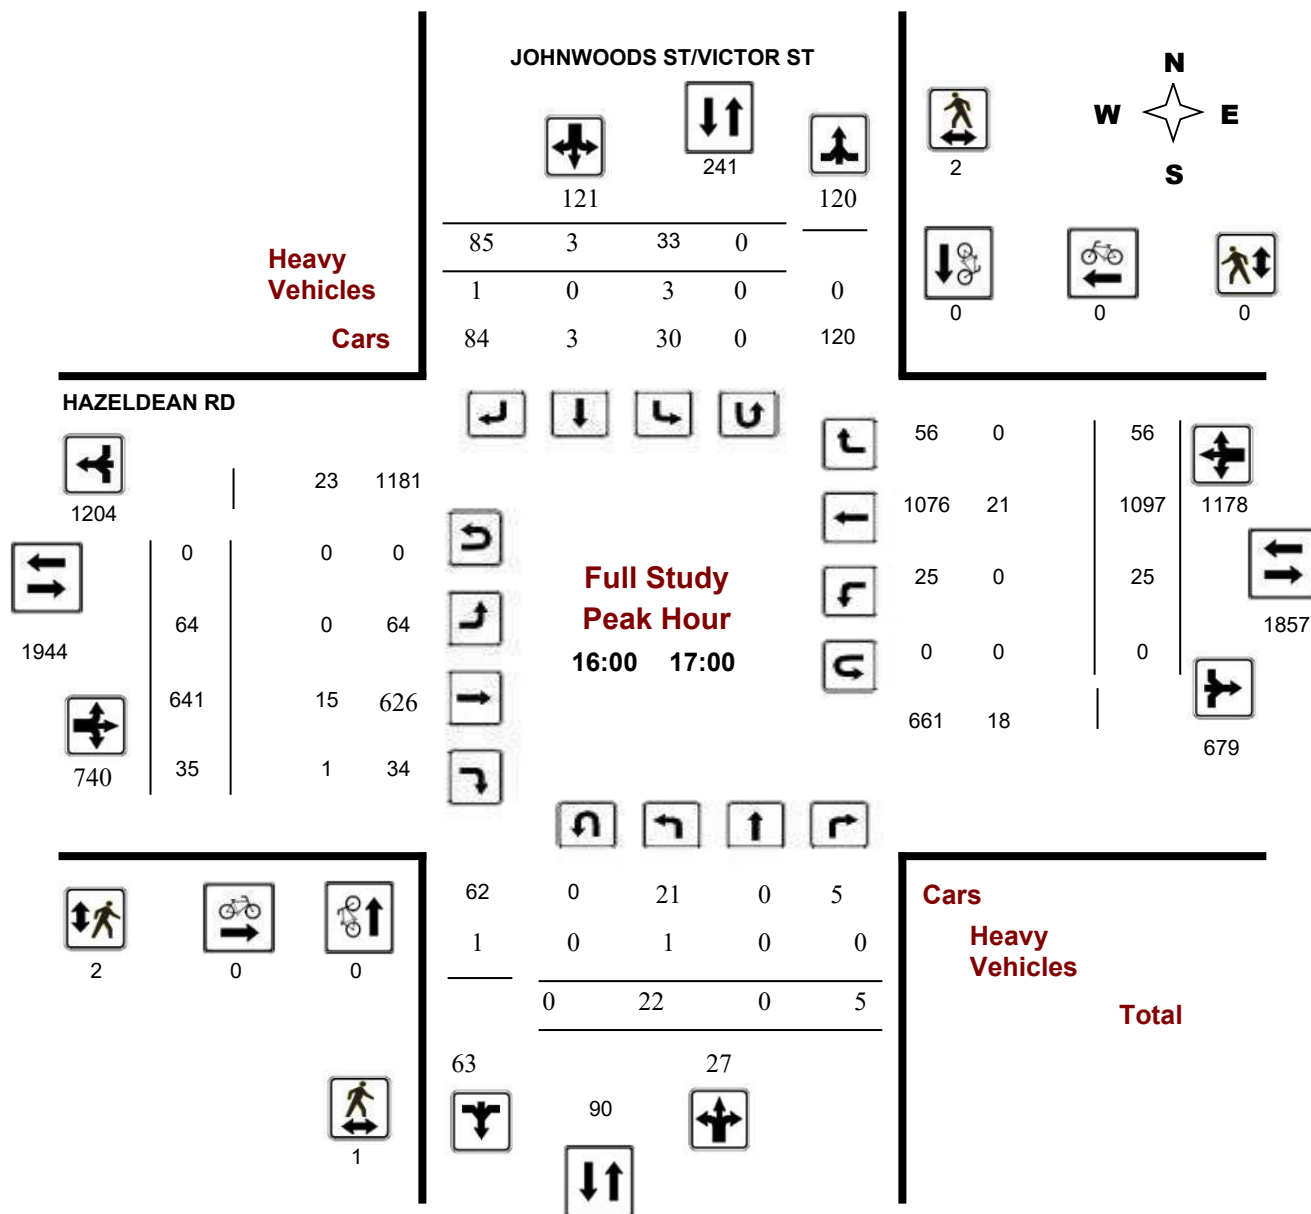 JOHNWOODS ST/VICTOR ST
N
W E
S
241
2
121
120
85 3 33 0
Heavy
Vehicles
1 0 3 0 0
0 0 0
Cars
84 3 30 0 120
HAZELDEAN RD
56 0 56
23 1181
1204
1076 21 1097 1178
0 0 0
Full Study
25 0 25
64 0 64
Peak Hour
1857
1944
16:00 17:00
0 0 0
641 15 626
661 18
679
740
35 1 34
62 0 21 0 5
Cars
1 0 1 0 0
Heavy
Vehicles
2 0 0
0 22 0 5
Total
63 27
90
1